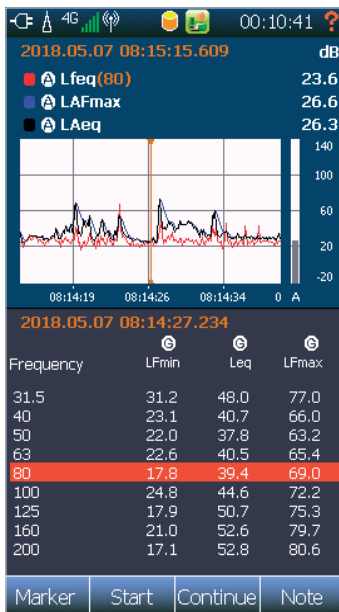 4G 00:10:41 ?
2018.05.07 08:15:15.609 dB
A Lfeq(80) 23.6
A LAFmax 26.6
A LAeq 26.3
140
100
60
20
-20
08:14:19 08:14:26 08:14:34 0 A
2018.05.07 08:14:27.234
G G G
Frequency LFmin Leq LFmax
31.5 31.2 48.0 77.0
40 23.1 40.7 66.0
50 22.0 37.8 63.2
63 22.6 40.5 65.4
80 17.8 39.4 69.0
100 24.8 44.6 72.2
125 17.9 50.7 75.3
160 21.0 52.6 79.7
200 17.1 52.8 80.6
Marker Start Continue Note